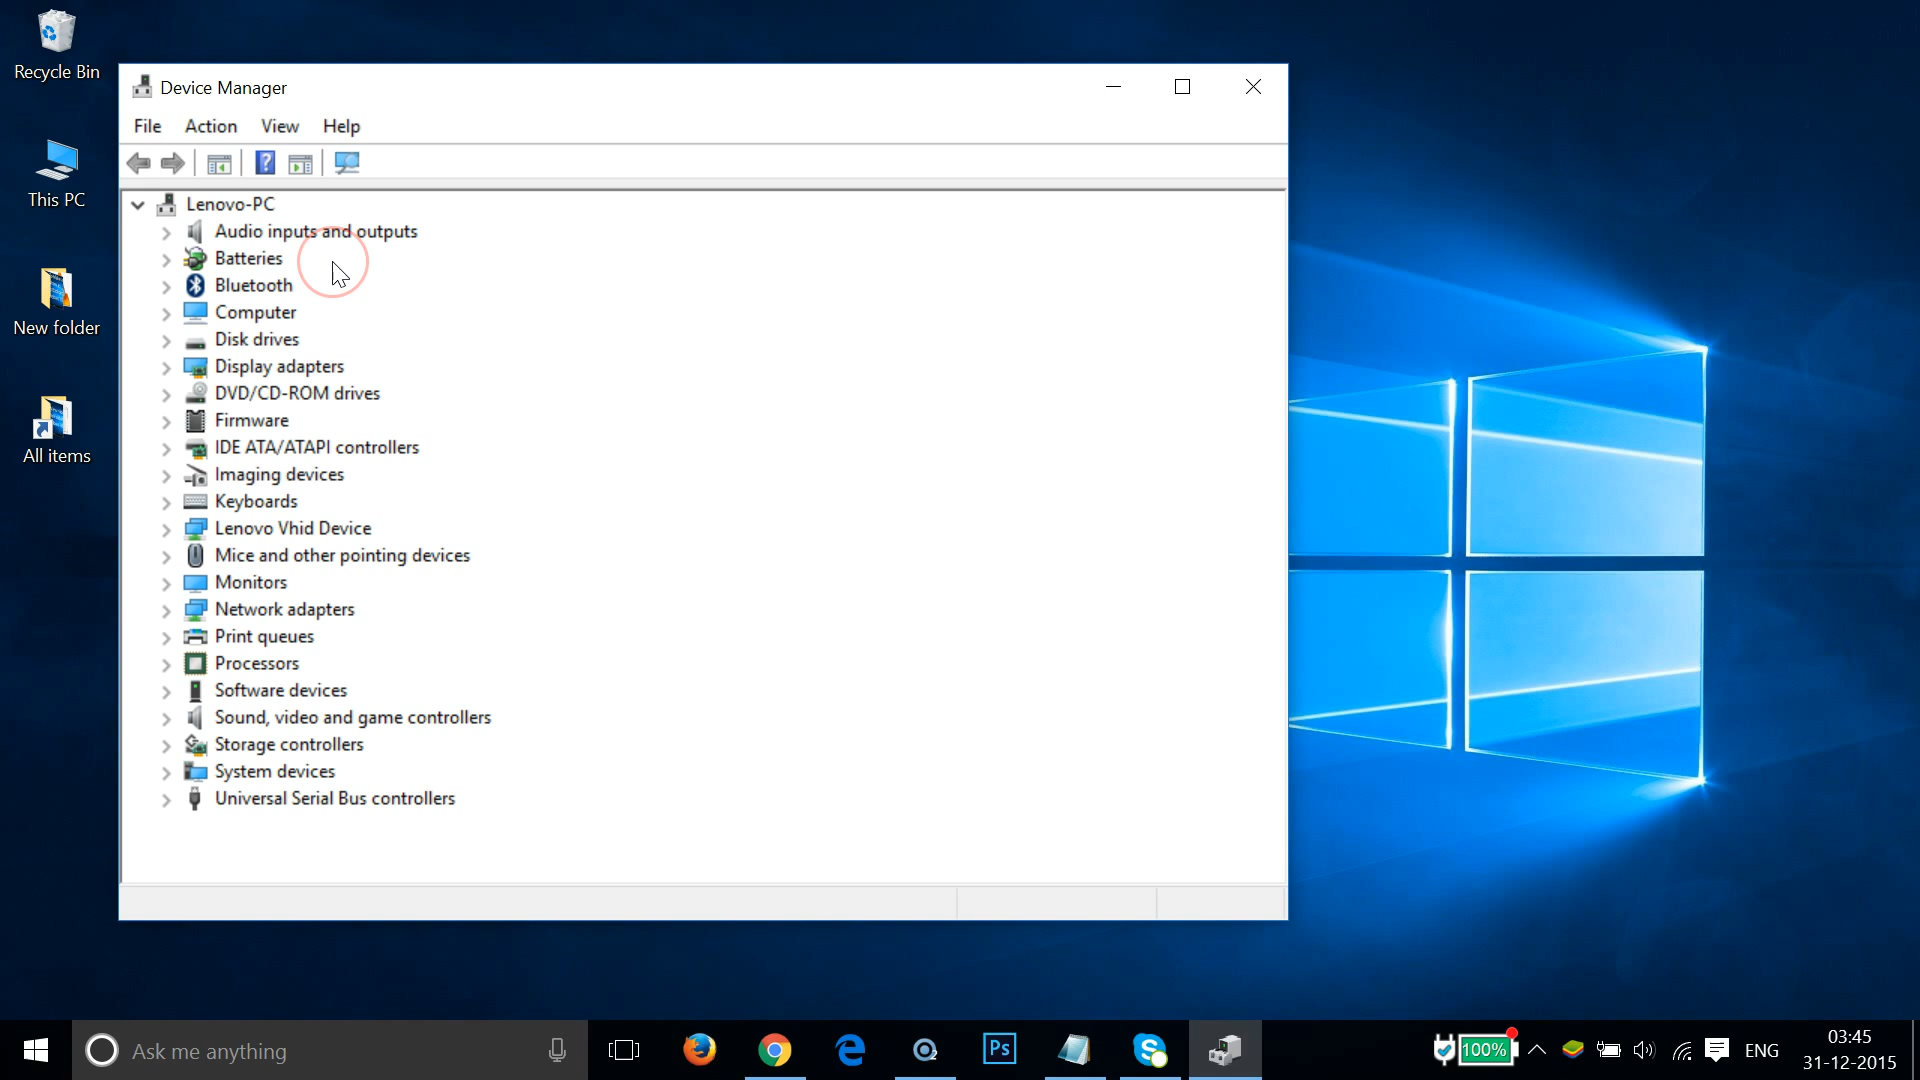 Recycle Bin
This PC
New folder
All items
Device Manager
File Action View Help
Lenovo-PC
Audio inputs and outputs
Batteries
Bluetooth
Computer
Disk drives
Display adapters
DVD/CD-ROM drives
Firmware
IDE ATA/ATAPI controllers
Imaging devices
Keyboards
Lenovo Vhid Device
Mice and other pointing devices
Monitors
Network adapters
Print queues
Processors
Software devices
Sound, video and game controllers
Storage controllers
System devices
Universal Serial Bus controllers
Ask me anything
Ps
100%
ENG
03:45
31-12-2015